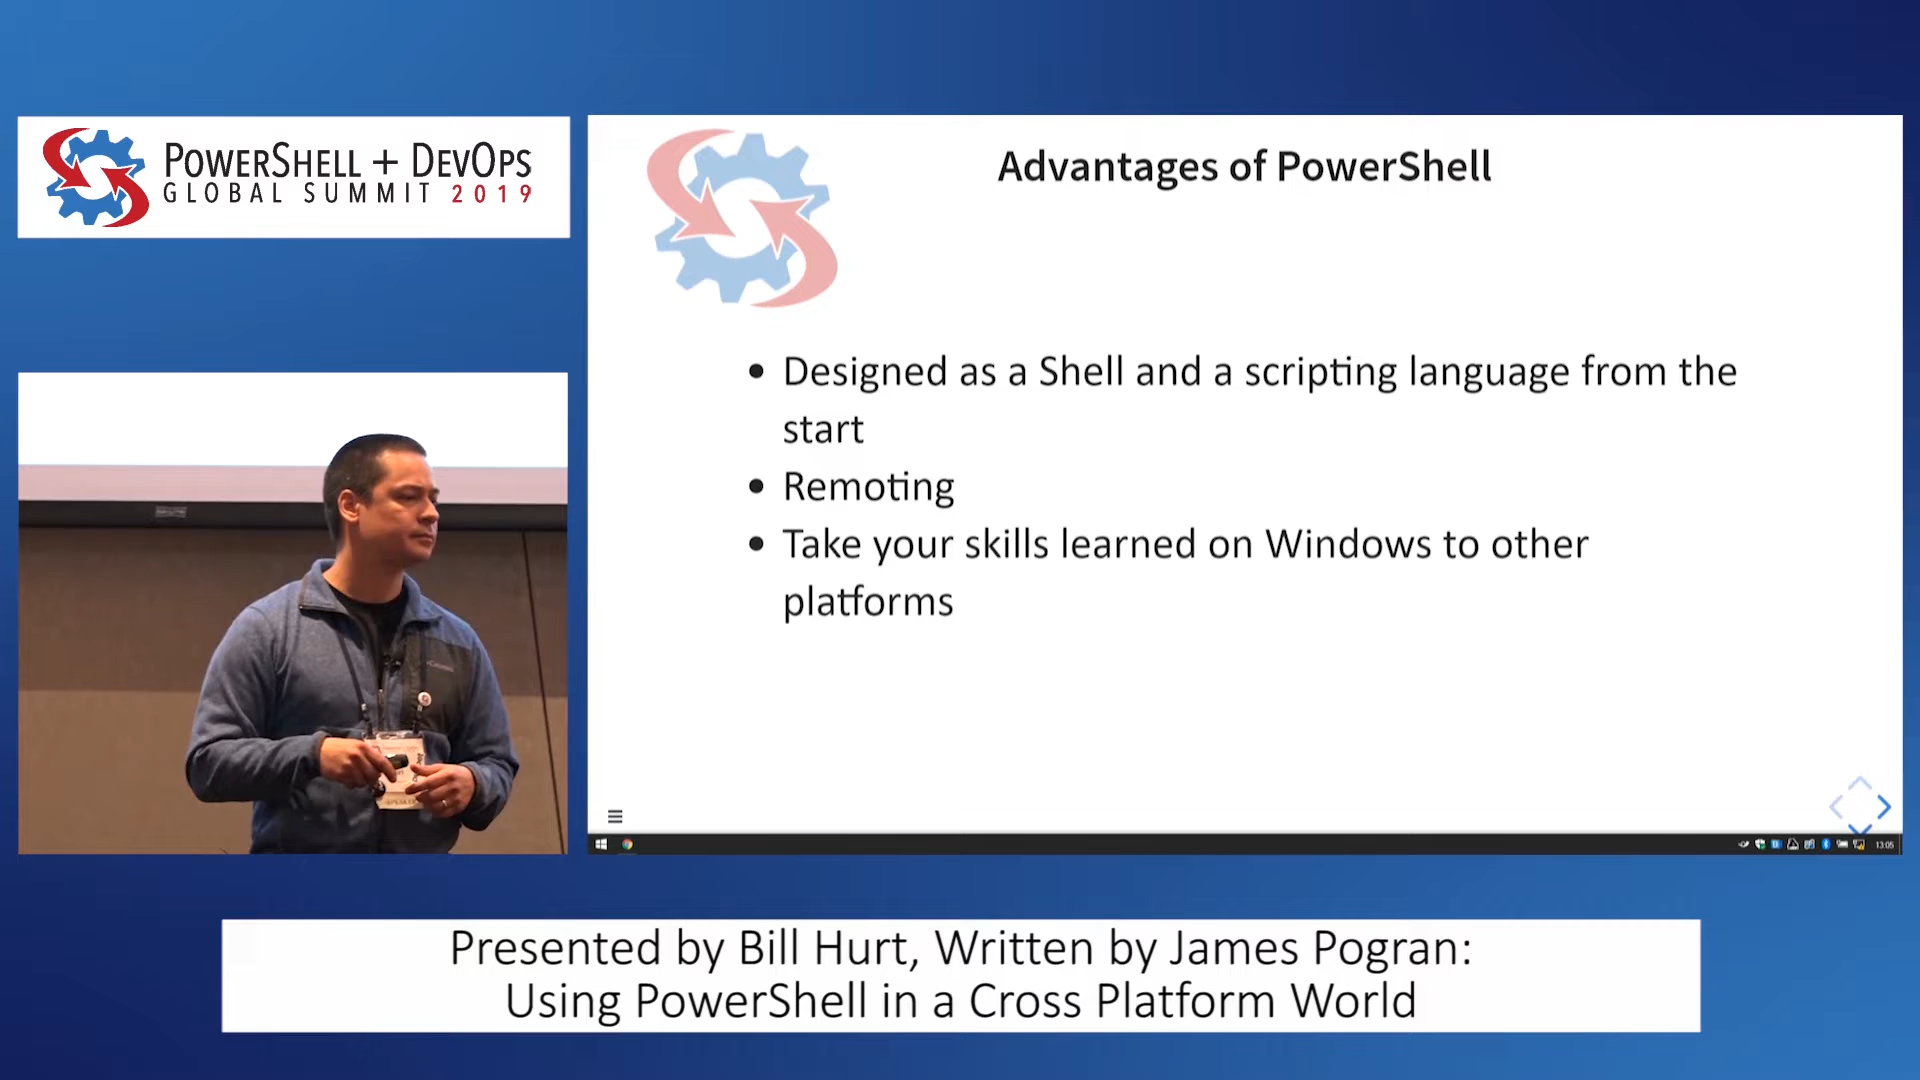 POWERSHELL + DEVOPS
GLOBAL SUMMIT 2019
Advantages of PowerShell
• Designed as a Shell and a scripting language from the
start
• Remoting
• Take your skills learned on Windows to other
platforms
13:05
Presented by Bill Hurt, Written by James Pogran:
Using PowerShell in a Cross Platform World